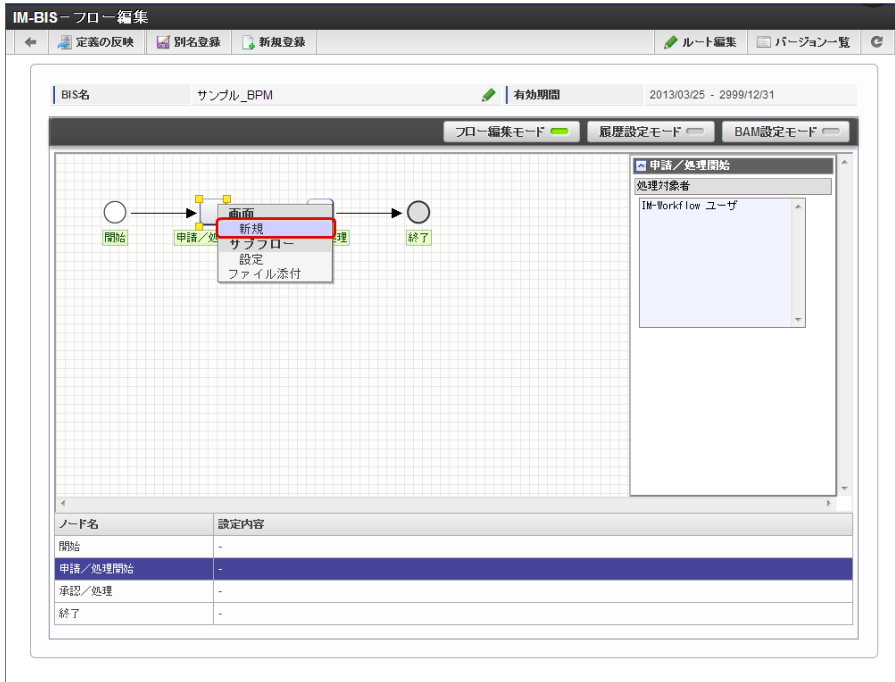 IM-BIS－フロー編集
定義の反映 別名登録 新規登録 ルート編集 バージョン一覧
BIS名 サンプル_BPM 有効期間 2013/03/25 - 2999/12/31
フロー編集モード 履歴設定モード BAM設定モード
申請／処理開始
処理対象者
IM-Workflow ユーザ
画面
新規
サブフロー
設定
ファイル添付
開始 申請／処 理 終了
ノード名 設定内容
開始 -
申請／処理開始 -
承認／処理 -
終了 -